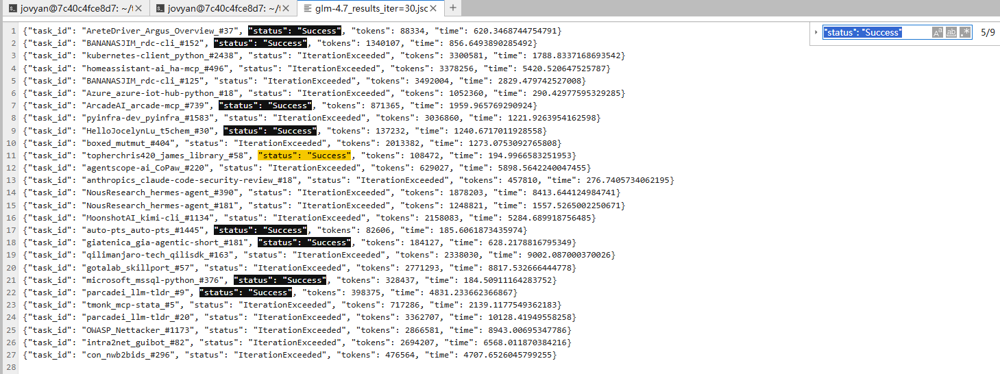 jovyan@7c40c4fce8d7: ~/t jovyan@7c40c4fce8d7: ~/t glm-4.7_results_iter=30.jsc
"status": "Success" 5/9
1 {"task_id": "AreteDriver_Argus_Overview_#37", "status": "Success", "tokens": 88334, "time": 620.3468744754791}
2 {"task_id": "BANANASJIM_rdc-cli_#152", "status": "Success", "tokens": 1340107, "time": 856.6493890285492}
3 {"task_id": "kubernetes-client_python_#2438", "status": "IterationExceeded", "tokens": 3300581, "time": 1788.8337168693542}
4 {"task_id": "homeassistant-ai_ha-mcp_#496", "status": "IterationExceeded", "tokens": 3378256, "time": 5420.520647525787}
5 {"task_id": "BANANASJIM_rdc-cli_#125", "status": "IterationExceeded", "tokens": 3492004, "time": 2829.479742527008}
6 {"task_id": "Azure_azure-iot-hub-python_#18", "status": "IterationExceeded", "tokens": 1052360, "time": 290.42977595329285}
7 {"task_id": "ArcadeAI_arcade-mcp_#739", "status": "Success", "tokens": 871365, "time": 1959.965769290924}
8 {"task_id": "pyinfra-dev_pyinfra_#1583", "status": "IterationExceeded", "tokens": 3036860, "time": 1221.9263954162598}
9 {"task_id": "HelloJocelynLu_t5chem_#30", "status": "Success", "tokens": 137232, "time": 1240.6717011928558}
10 {"task_id": "boxed_mutmut_#404", "status": "IterationExceeded", "tokens": 2013382, "time": 1273.0753092765808}
11 {"task_id": "topherchris420_james_library_#58", "status": "Success", "tokens": 108472, "time": 194.9966583251953}
12 {"task_id": "agentscope-ai_CoPaw_#220", "status": "IterationExceeded", "tokens": 629027, "time": 5898.5642240047455}
13 {"task_id": "anthropics_claude-code-security-review_#18", "status": "IterationExceeded", "tokens": 457810, "time": 276.7405734062195}
14 {"task_id": "NousResearch_hermes-agent_#390", "status": "IterationExceeded", "tokens": 1878203, "time": 8413.644124984741}
15 {"task_id": "NousResearch_hermes-agent_#181", "status": "IterationExceeded", "tokens": 1248821, "time": 1557.5265002250671}
16 {"task_id": "MoonshotAI_kimi-cli_#1134", "status": "IterationExceeded", "tokens": 2158083, "time": 5284.689918756485}
17 {"task_id": "auto-pts_auto-pts_#1445", "status": "Success", "tokens": 82606, "time": 185.6061873435974}
18 {"task_id": "giatenica_gia-agentic-short_#181", "status": "Success", "tokens": 184127, "time": 628.2178816795349}
19 {"task_id": "qilimanjaro-tech_qilisdk_#163", "status": "IterationExceeded", "tokens": 2338030, "time": 9002.087000370026}
20 {"task_id": "gotalab_skillport_#57", "status": "IterationExceeded", "tokens": 2771293, "time": 8817.532666444778}
21 {"task_id": "microsoft_mssql-python_#376", "status": "Success", "tokens": 328437, "time": 184.50911164283752}
22 {"task_id": "parcadei_llm-tldr_#9", "status": "Success", "tokens": 398375, "time": 4831.233662366867}
23 {"task_id": "tmonk_mcp-stata_#5", "status": "IterationExceeded", "tokens": 717286, "time": 2139.1177549362183}
24 {"task_id": "parcadei_llm-tldr_#20", "status": "IterationExceeded", "tokens": 3362707, "time": 10128.41949558258}
25 {"task_id": "OWASP_Nettacker_#1173", "status": "IterationExceeded", "tokens": 2866581, "time": 8943.00695347786}
26 {"task_id": "intra2net_guibot_#82", "status": "IterationExceeded", "tokens": 2694207, "time": 6568.011870384216}
27 {"task_id": "con_nwb2bids_#296", "status": "IterationExceeded", "tokens": 476564, "time": 4707.6526045799255}
28